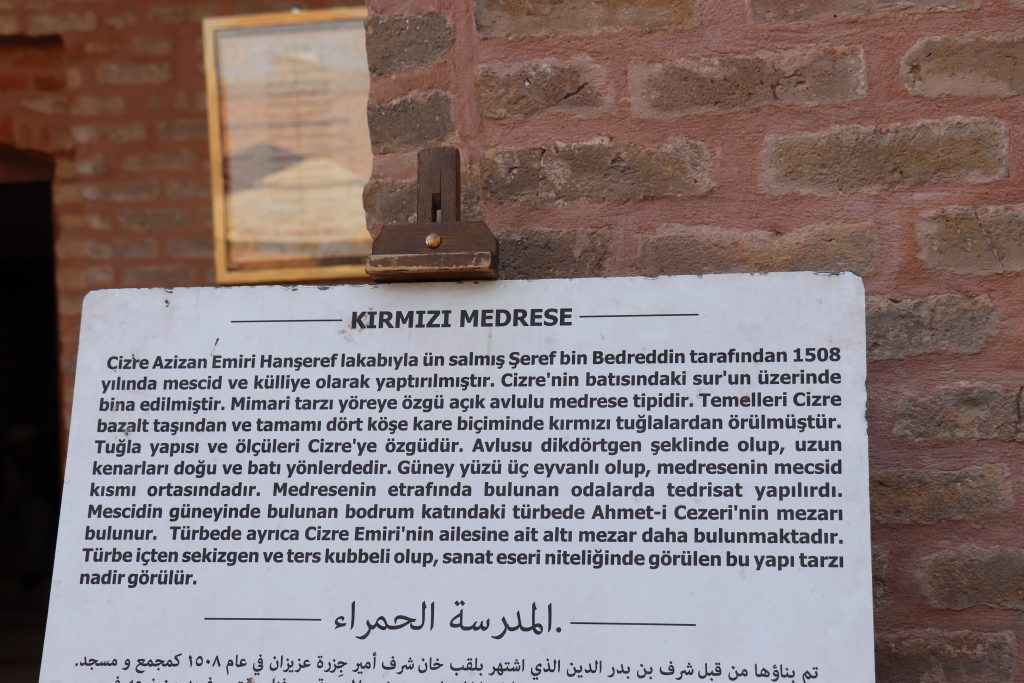 KIRMIZI MEDRESE
Cizre Azizan Emiri Hanşeref lakabıyla ün salmış Şeref bin Bedreddin tarafından 1508
yılında mescid ve külliye olarak yaptırılmıştır. Cizre'nin batısındaki sur'un üzerinde
bina edilmiştir. Mimari tarzı yöreye özgü açık avlulu medrese tipidir. Temelleri Cizre
bazalt taşından ve tamamı dört köşe kare biçiminde kırmızı tuğlalardan örülmüştür.
Tuğla yapısı ve ölçüleri Cizre'ye özgüdür. Avlusu dikdörtgen şeklinde olup, uzun
kenarları doğu ve batı yönlerdedir. Güney yüzü üç eyvanlı olup, medresenin mecsid
kısmı ortasındadır. Medresenin etrafında bulunan odalarda tedrisat yapılırdı.
Mescidin güneyinde bulunan bodrum katındaki türbede Ahmet-i Cezeri'nin mezarı
bulunur. Türbede ayrıca Cizre Emiri'nin ailesine ait altı mezar daha bulunmaktadır.
Türbe içten sekizgen ve ters kubbeli olup, sanat eseri niteliğinde görülen bu yapı tarzı
nadir görülür.
المدرسة الحمراء.
تم بناؤها من قبل شرف بن بدر الدين الذي اشتهر بلقب خان شرف أمير جزرة عزيزان في عام ١٥٠٨ كمجمع و مسجد.